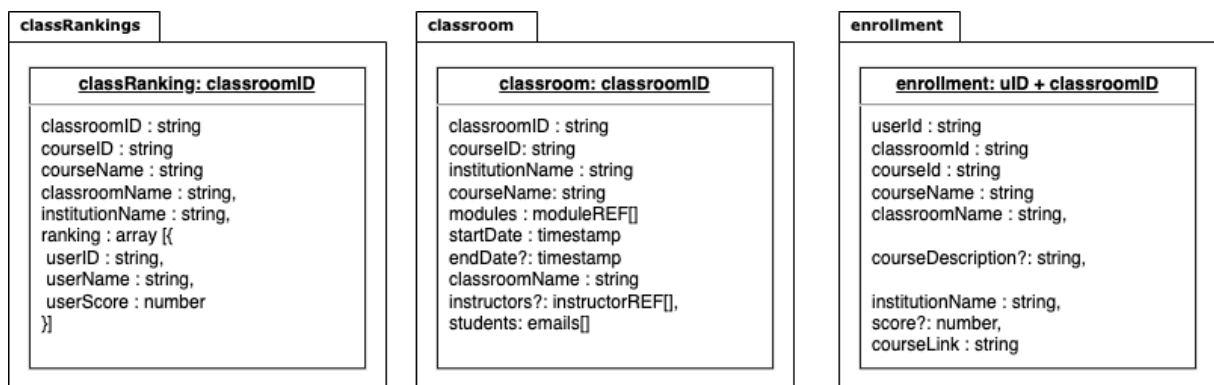 classRankings
classRanking: classroomID
classroomID : string
courseID : string
courseName : string
classroomName : string,
institutionName : string,
ranking : array [{
userID : string,
userName : string,
userScore : number
}]
classroom
classroom: classroomID
classroomID : string
courseID: string
institutionName : string
courseName: string
modules : moduleREF[]
startDate : timestamp
endDate?: timestamp
classroomName : string
instructors?: instructorREF[],
students: emails[]
enrollment
enrollment: uID + classroomID
userId : string
classroomId : string
courseId : string
courseName : string
classroomName : string,
courseDescription?: string,
institutionName : string,
score?: number,
courseLink : string